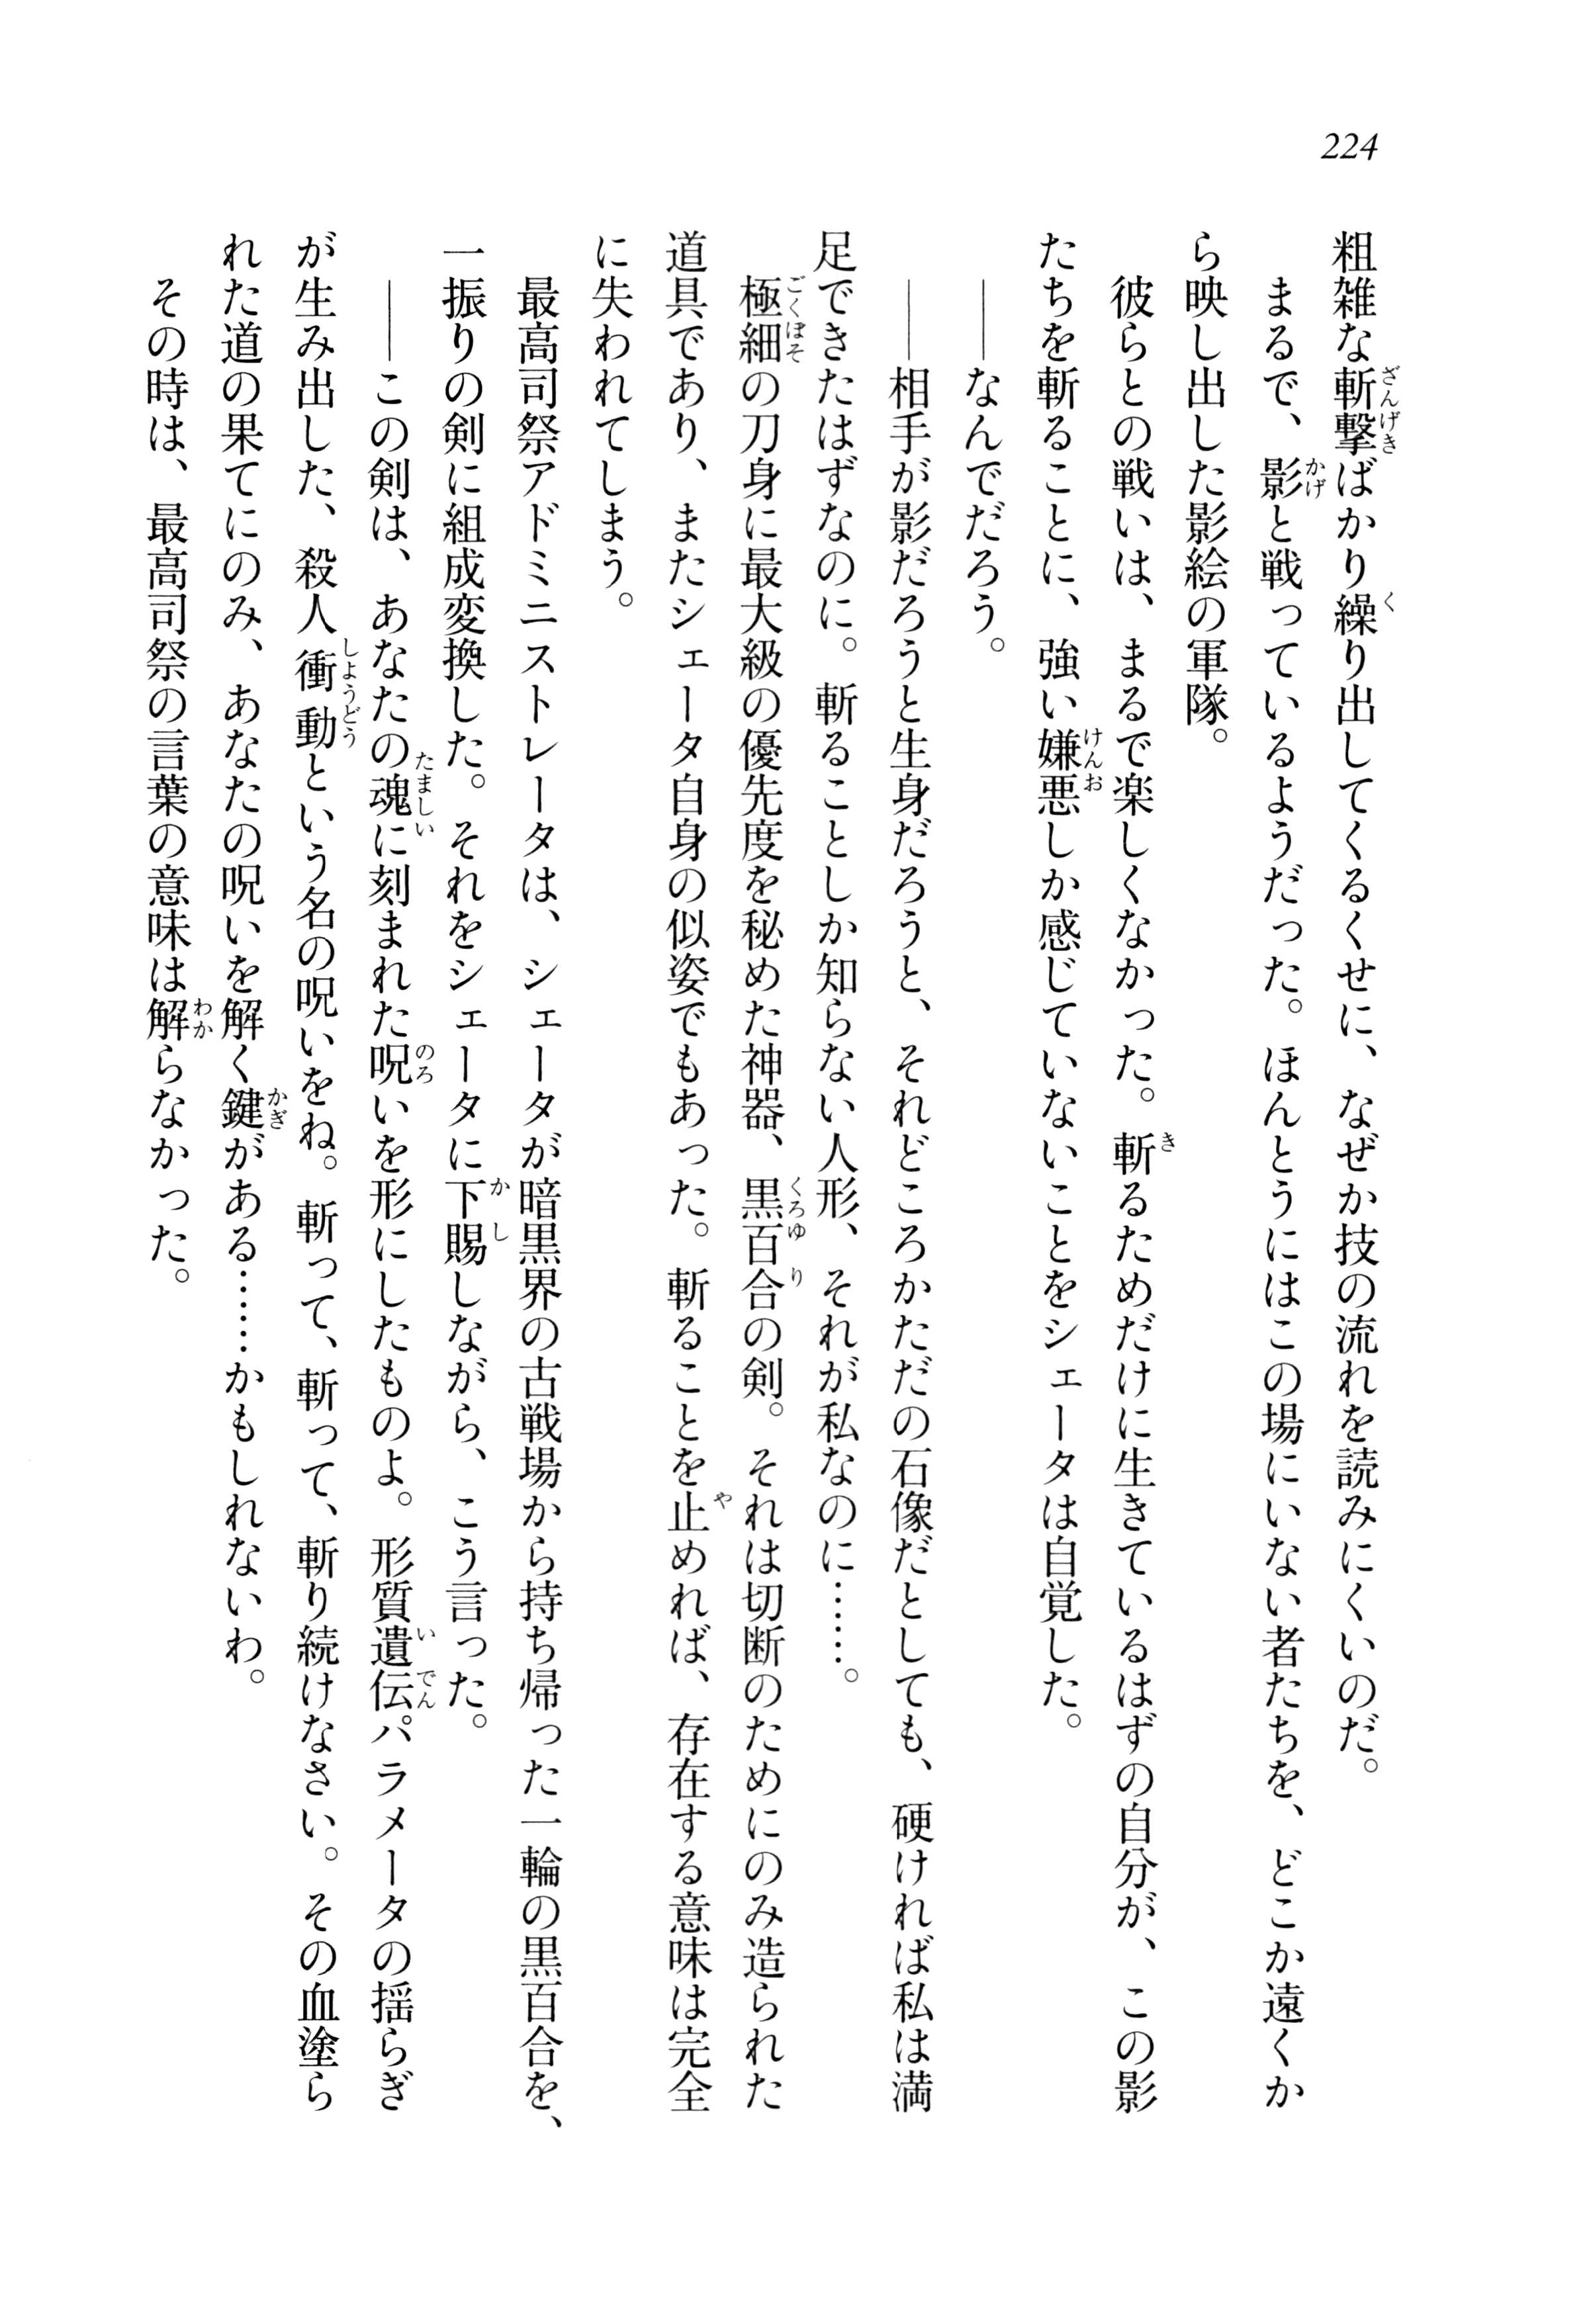 224
粗雑な斬撃ばかり繰り出してくるくせに、なぜか技の流れを読みにくいのだ。
まるで、影と戦っているようだった。ほんとうにはこの場にいない者たちを、どこか遠くか
ら映し出した影絵の軍隊。
彼らとの戦いは、まるで楽しくなかった。斬るためだけに生きているはずの自分が、この影
たちを斬ることに、強い嫌悪しか感じていないことをシェータは自覚した。
――なんでだろう。
――相手が影だろうと生身だろうと、それどころかただの石像だとしても、硬ければ私は満
足できたはずなのに。斬ることしか知らない人形、それが私なのに……。
極細の刀身に最大級の優先度を秘めた神器、黒百合の剣。それは切断のためにのみ造られた
道具であり、またシェータ自身の似姿でもあった。斬ることを止めれば、存在する意味は完全
に失われてしまう。
最高司祭アドミニストレータは、シェータが暗黒界の古戦場から持ち帰った一輪の黒百合を、
一振りの剣に組成変換した。それをシェータに下賜しながら、こう言った。
――この剣は、あなたの魂に刻まれた呪いを形にしたものよ。形質遺伝パラメータの揺らぎ
が生み出した、殺人衝動という名の呪いをね。斬って、斬って、斬り続けなさい。その血塗ら
れた道の果てにのみ、あなたの呪いを解く鍵がある……かもしれないわ。
その時は、最高司祭の言葉の意味は解らなかった。